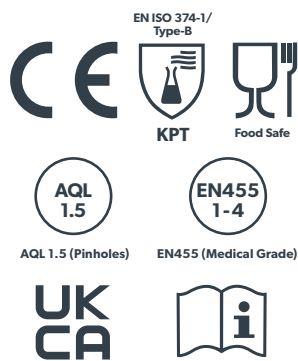 EN ISO 374-1/
Type-B
CE
KPT
Food Safe
AQL
1.5
EN455
1-4
AQL 1.5 (Pinholes)
EN455 (Medical Grade)
UK
CA
i